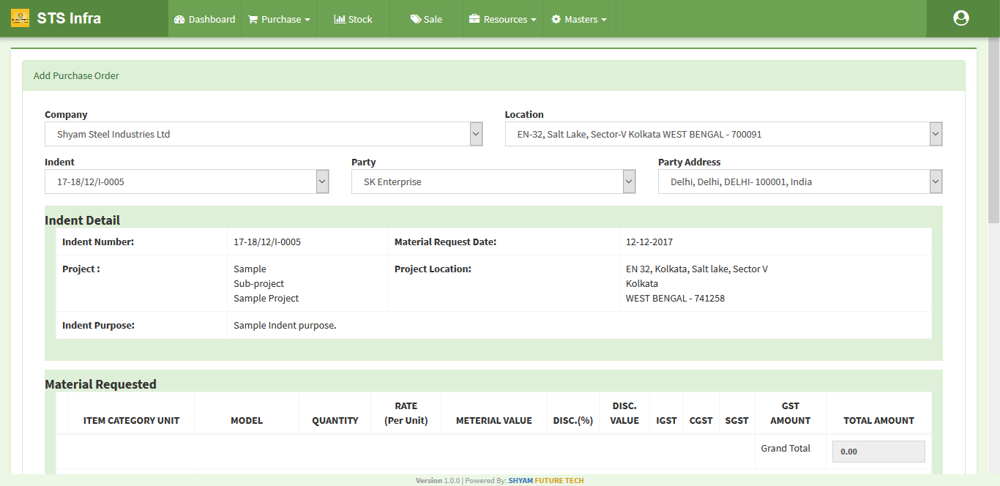 STS Infra
Dashboard Purchase Stock Sale Resources Masters
Add Purchase Order
Company Location
Shyam Steel Industries Ltd EN-32, Salt Lake, Sector-V Kolkata WEST BENGAL - 700091
Indent Party Party Address
17-18/12/I-0005 SK Enterprise Delhi, Delhi, DELHI- 100001, India
Indent Detail
Indent Number: 17-18/12/I-0005 Material Request Date: 12-12-2017
Project : Sample Project Location: EN 32, Kolkata, Salt lake, Sector V
Sub-project Kolkata
Sample Project WEST BENGAL - 741258
Indent Purpose: Sample Indent purpose.
Material Requested
RATE DISC. GST
ITEM CATEGORY UNIT MODEL QUANTITY (Per Unit) METERIAL VALUE DISC.(%) VALUE IGST CGST SGST AMOUNT TOTAL AMOUNT
Grand Total 0.00
Version 1.0.0 | Powered By: SHYAM FUTURE TECH